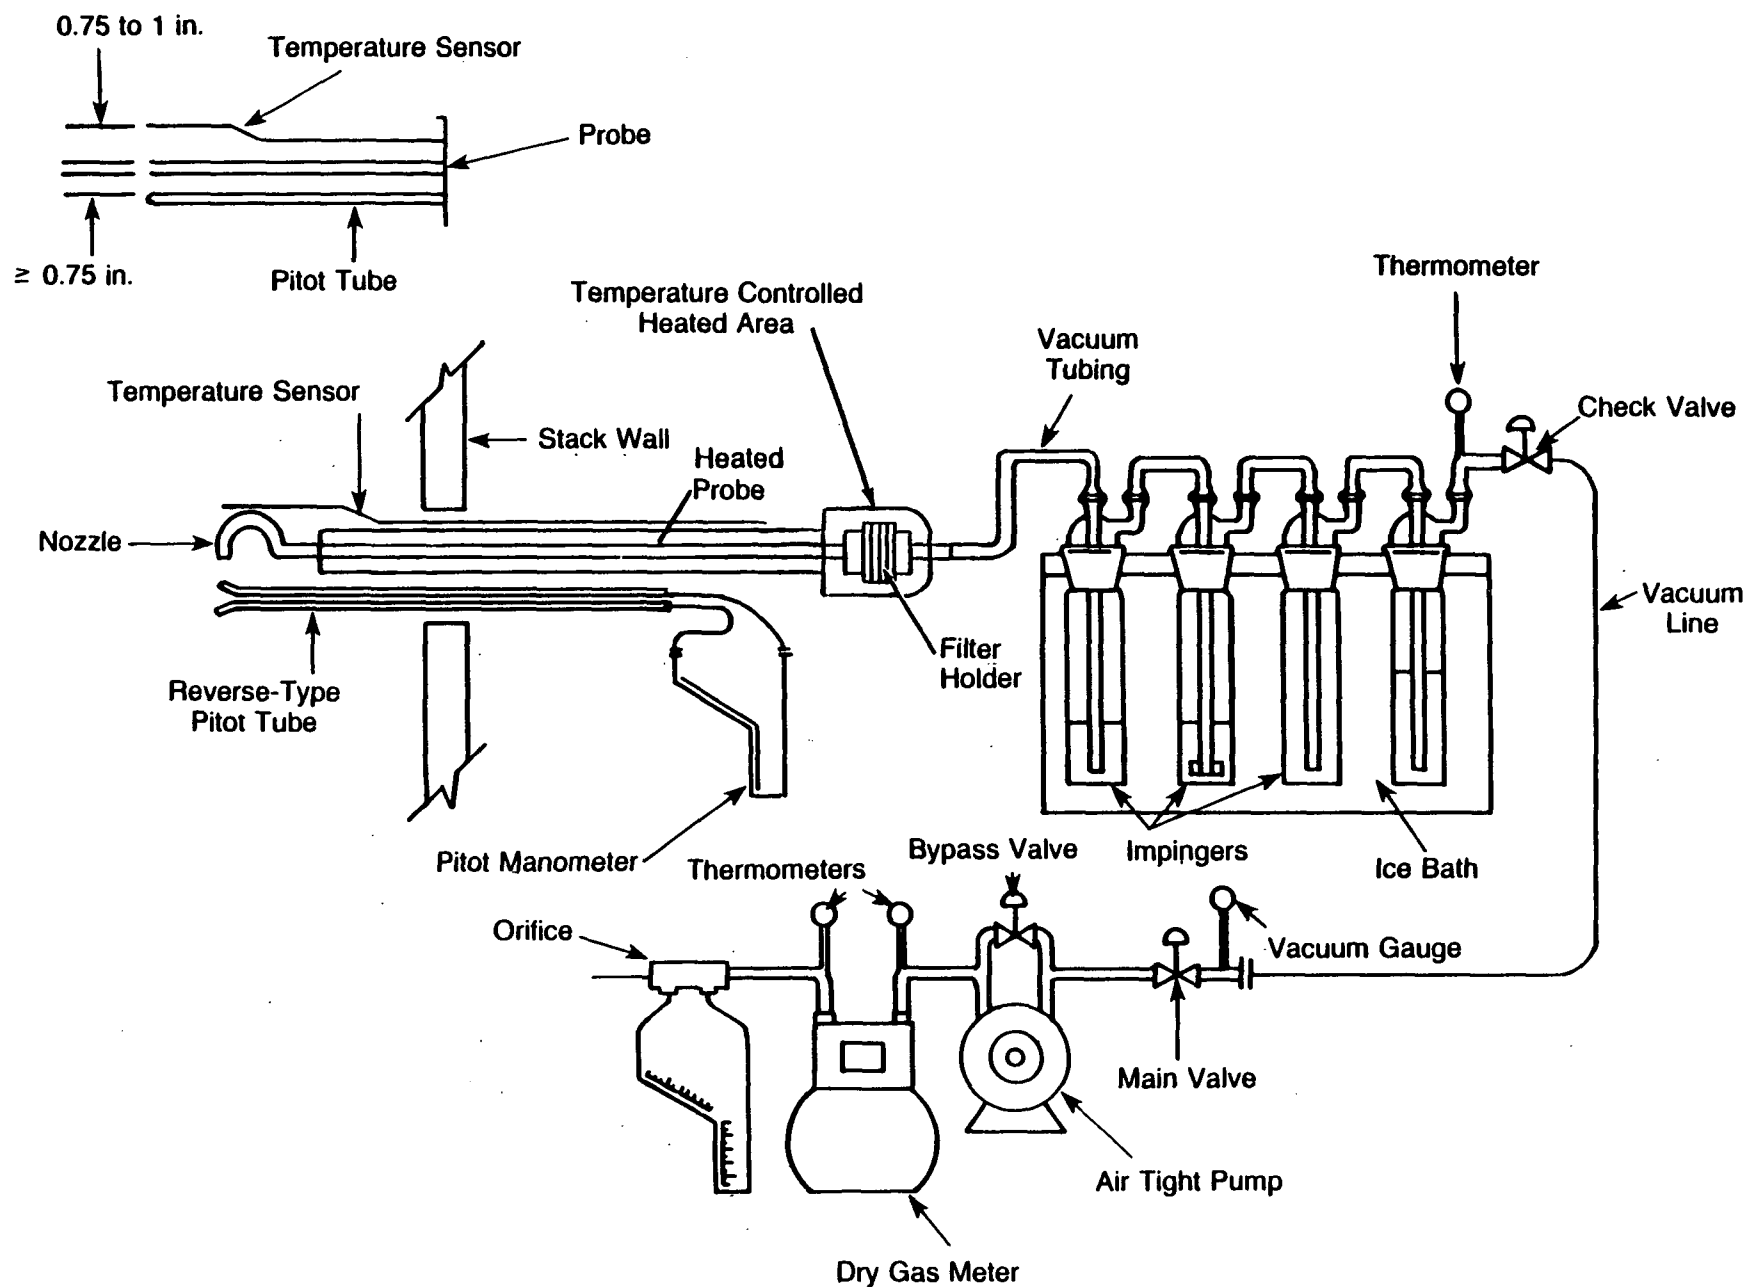 0.75 to 1 in.
Temperature Sensor
Probe
≥ 0.75 in.
Pitot Tube
Thermometer
Temperature Controlled
Heated Area
Vacuum
Tubing
Temperature Sensor
Check Valve
Stack Wall
Heated
Probe
Nozzle
Vacuum
Line
Filter
Holder
Reverse-Type
Pitot Tube
Pitot Manometer
Impingers
Ice Bath
Bypass Valve
Thermometers
Orifice
Vacuum Gauge
Main Valve
Air Tight Pump
Dry Gas Meter